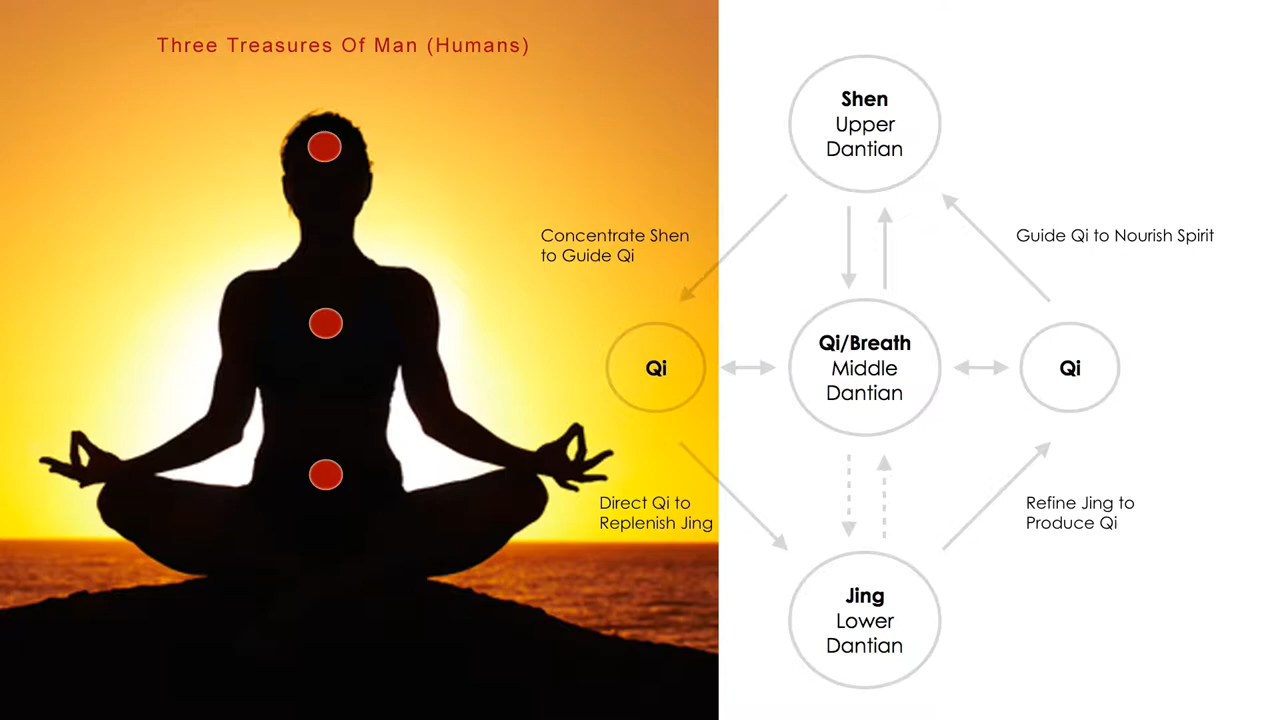 Three Treasures Of Man (Humans)
Shen
Upper
Dantian
Concentrate Shen
to Guide Qi
Guide Qi to Nourish Spirit
Qi
Qi/Breath
Middle
Dantian
Qi
Direct Qi to
Replenish Jing
Refine Jing to
Produce Qi
Jing
Lower
Dantian